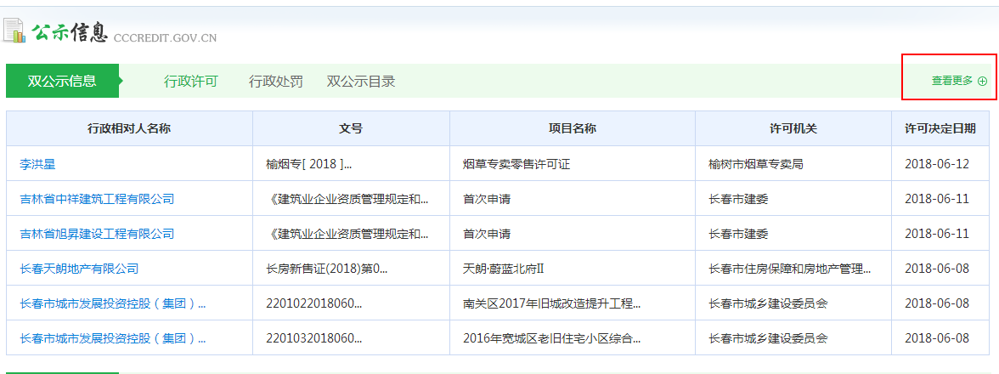 公示信息 CCCREDIT.GOV.CN
双公示信息 行政许可 行政处罚 双公示目录 查看更多
行政相对人名称 文号 项目名称 许可机关 许可决定日期
李洪星 榆烟专[ 2018 ]... 烟草专卖零售许可证 榆树市烟草专卖局 2018-06-12
吉林省中祥建筑工程有限公司 《建筑业企业资质管理规定和... 首次申请 长春市建委 2018-06-11
吉林省旭昇建设工程有限公司 《建筑业企业资质管理规定和... 首次申请 长春市建委 2018-06-11
长春天朗地产有限公司 长房新售证(2018)第0... 天朗·蔚蓝北府II 长春市住房保障和房地产管理... 2018-06-08
长春市城市发展投资控股（集团）... 2201022018060... 南关区2017年旧城改造提升工程... 长春市城乡建设委员会 2018-06-08
长春市城市发展投资控股（集团）... 2201032018060... 2016年宽城区老旧住宅小区综合... 长春市城乡建设委员会 2018-06-08